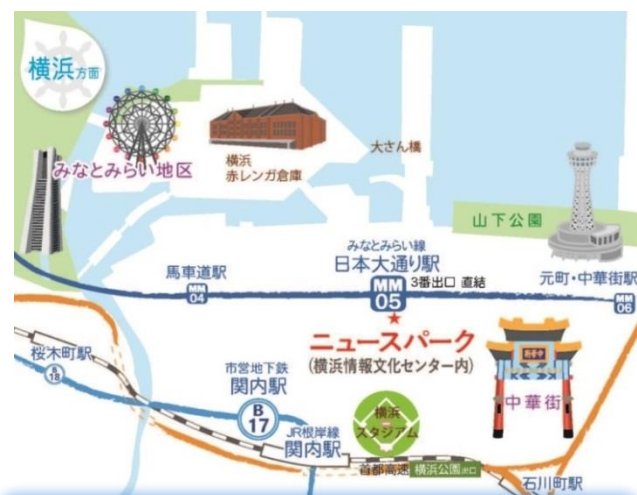 横浜方面
みなとみらい地区
横浜
赤レンガ倉庫
大さん橋
山下公園
みなとみらい線
日本大通り駅
3番出口 直結
馬車道駅
MM
04
MM
05
元町・中華街駅
MM
06
ニュースパーク
(横浜情報文化センター内)
中華街
桜木町駅
B
18
市営地下鉄
関内駅
B
17
JR根岸線
関内駅
横浜
スタジアム
首都高速 横浜公園出口
石川町駅